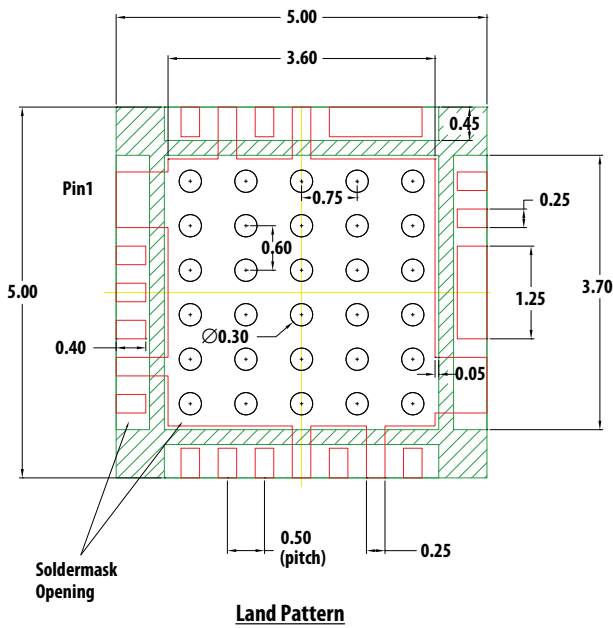 5.00
3.60
0.45
Pin1
0.75
0.25
0.60
5.00
1.25
3.70
Ø0.30
0.40
0.05
0.50
(pitch)
0.25
Soldermask
Opening
Land Pattern